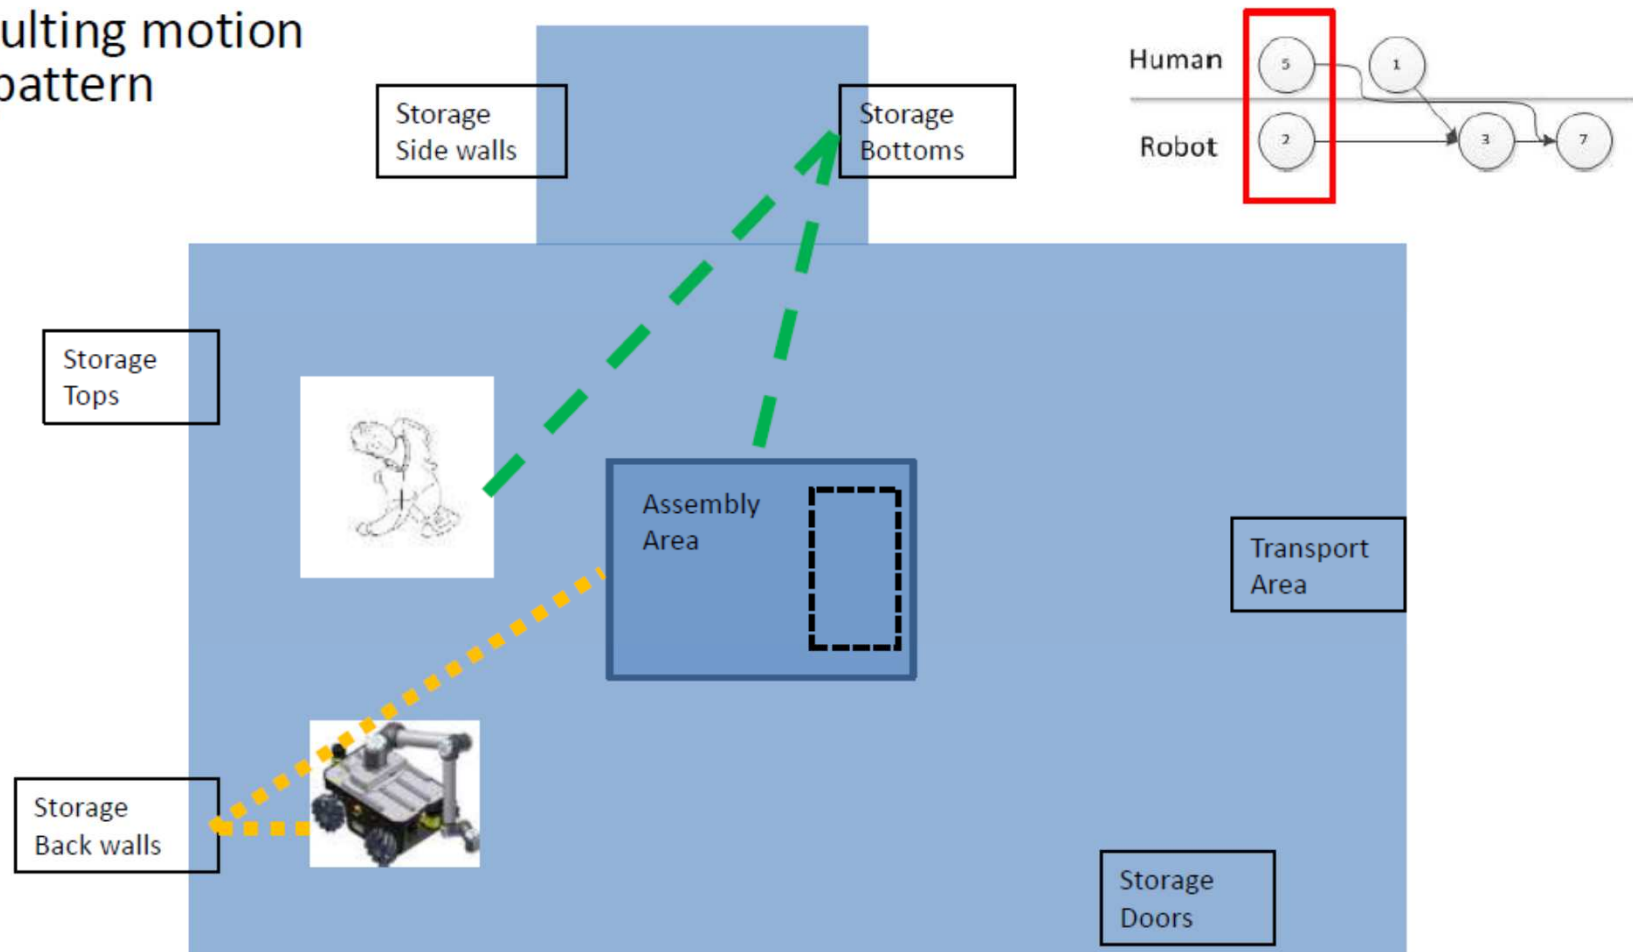 ulting motion
pattern
Human
5
1
Robot
2
3
7
Storage
Side walls
Storage
Bottoms
Storage
Tops
Assembly
Area
Transport
Area
Storage
Back walls
Storage
Doors